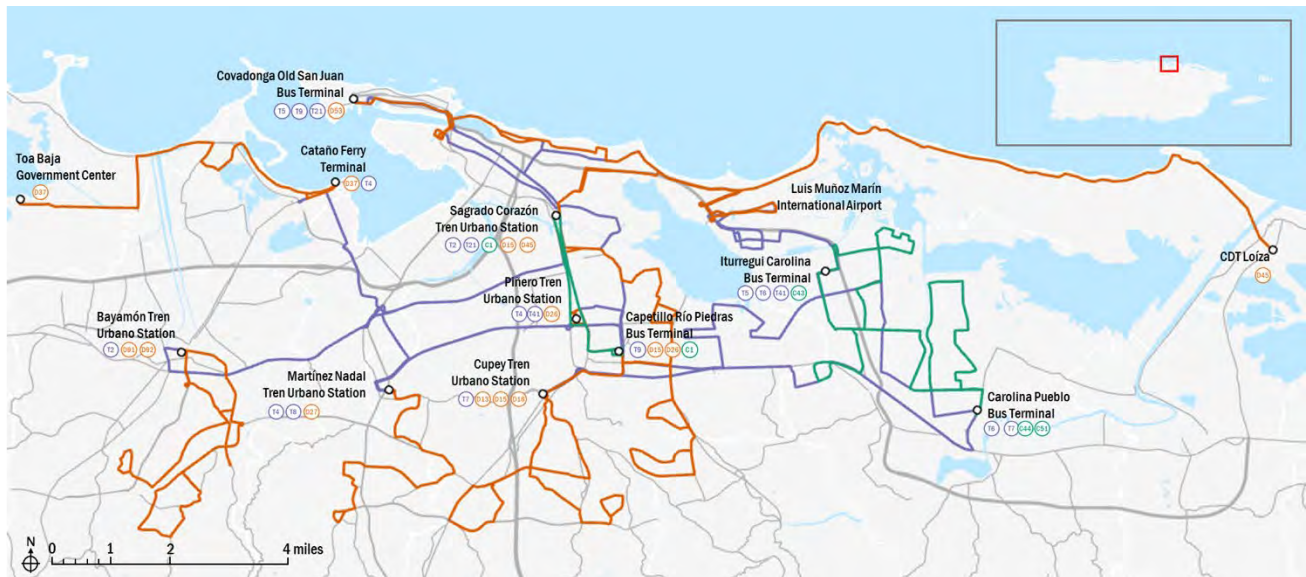 Covadonga Old San Juan
Bus Terminal
T5 T9 T21 D53
Toa Baja
Government Center
D37
Cataño Ferry
Terminal
D37 T4
Luis Muñoz Marín
International Airport
Sagrado Corazón
Tren Urbano Station
T2 T21 C1 D15 D45
CDT Loíza
D45
Iturregui Carolina
Bus Terminal
T5 T6 T41 C43
Piñero Tren
Urbano Station
T4 T41 D26
Bayamón Tren
Urbano Station
T2 D91 D92
Capetillo Río Piedras
Bus Terminal
T9 D15 D26 C1
Martínez Nadal
Tren Urbano Station
T4 T8 D27
Cupey Tren
Urbano Station
T7 D13 D15 D18
Carolina Pueblo
Bus Terminal
T6 T7 C44 C51
N
0 1 2 4 miles